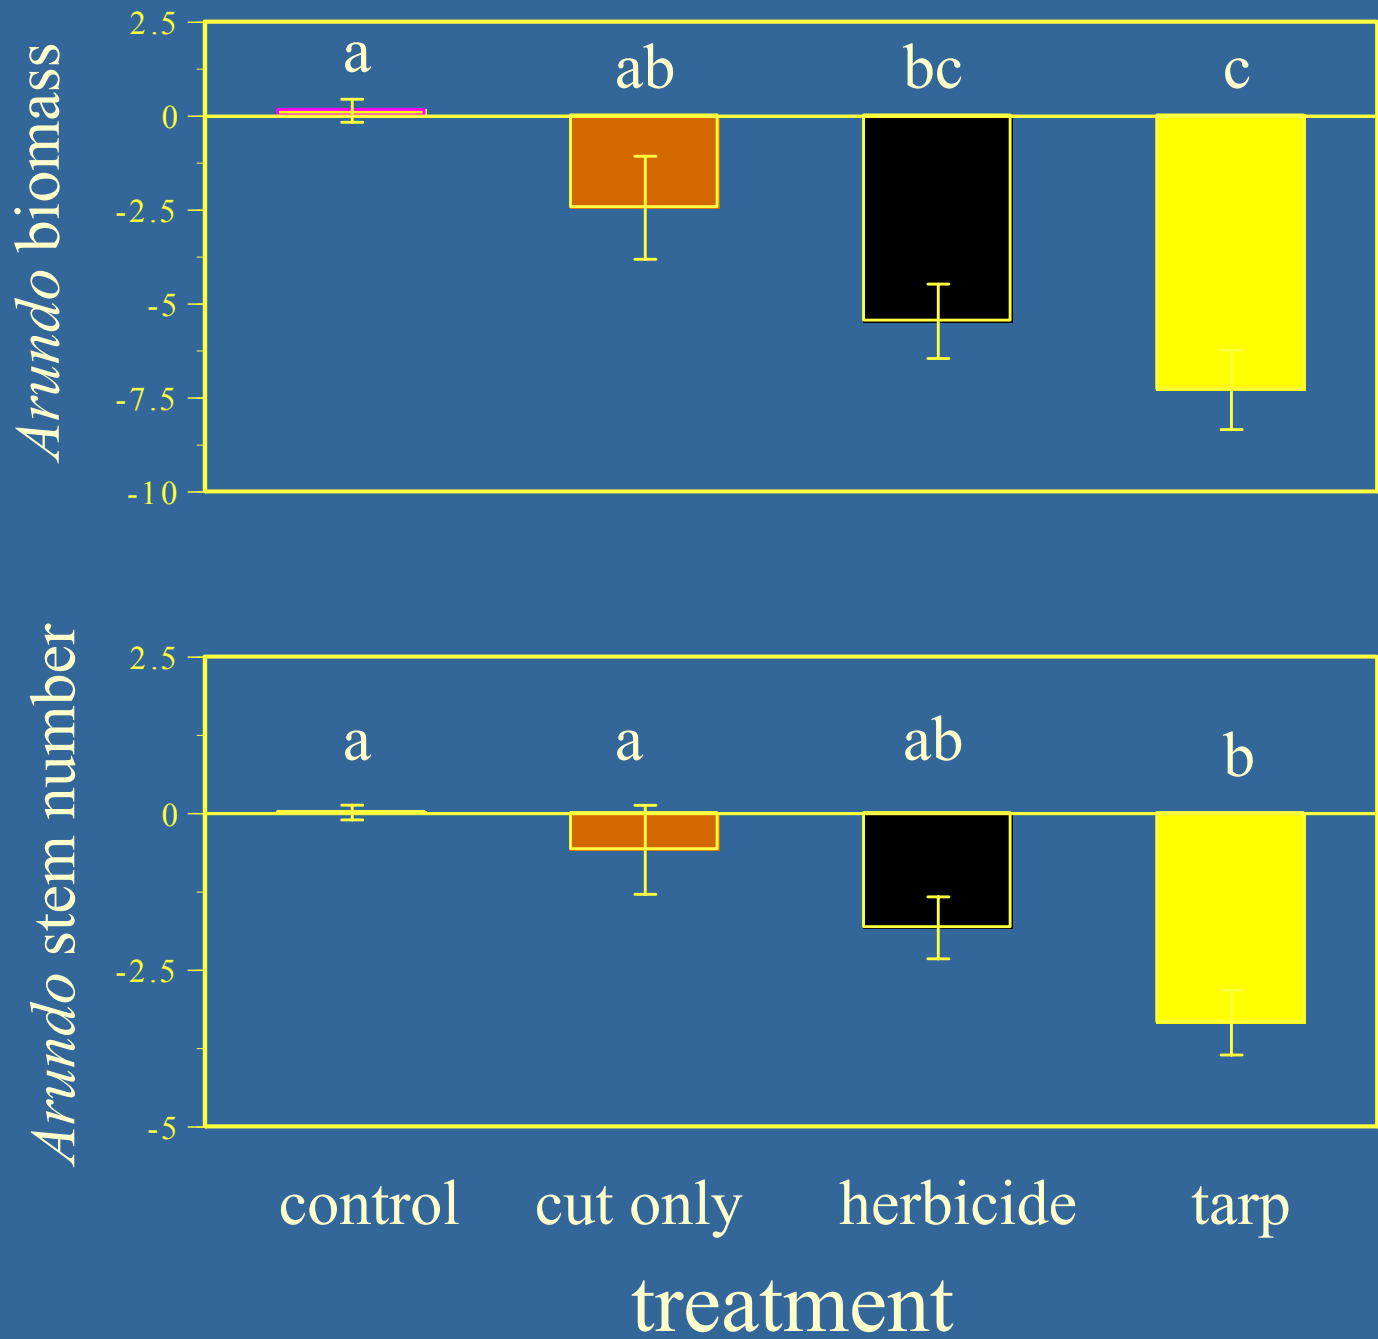 Arundo biomass
2.5
0
-2.5
-5
-7.5
-10
a ab bc c
Arundo stem number
2.5
0
-2.5
-5
a a ab b
control cut only herbicide tarp
treatment